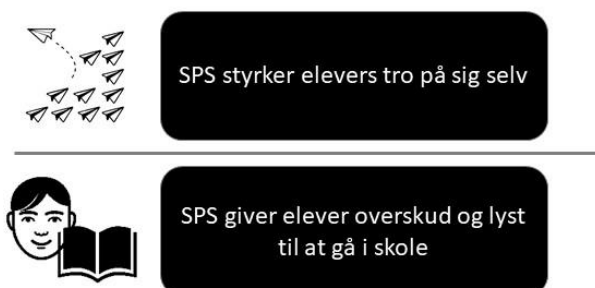 SPS styrker elevers tro på sig selv
SPS giver elever overskud og lyst
til at gå i skole